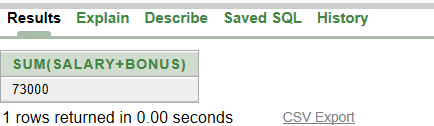 Results Explain Describe Saved SQL History
SUM(SALARY+BONUS)
73000
1 rows returned in 0.00 seconds CSV Export